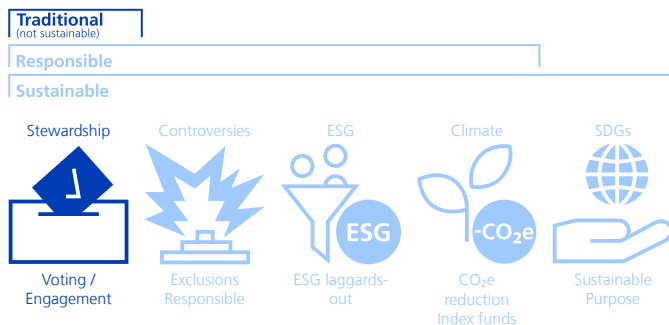 Traditional
(not sustainable)
Responsible
Sustainable
Stewardship
Controversies
ESG
Climate
SDGs
ESG
-CO₂e
Voting /
Engagement
Exclusions
Responsible
ESG laggards-
out
CO₂e
reduction
Index funds
Sustainable
Purpose